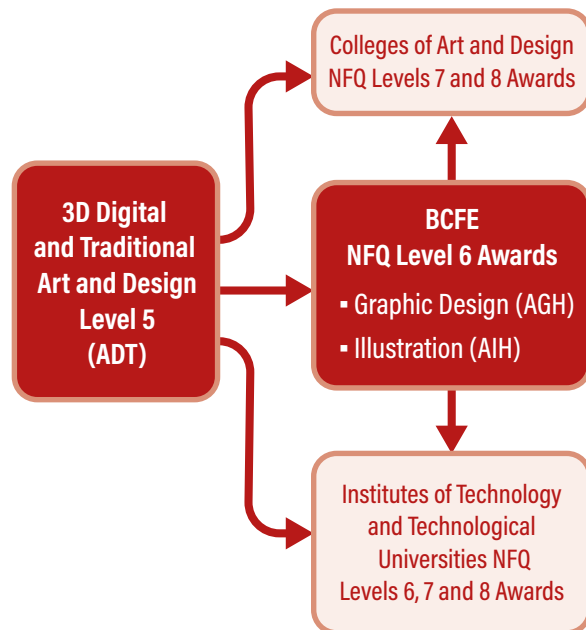 Colleges of Art and Design
NFQ Levels 7 and 8 Awards
3D Digital
and Traditional
Art and Design
Level 5
(ADT)
BCFE
NFQ Level 6 Awards
▪ Graphic Design (AGH)
▪ Illustration (AIH)
Institutes of Technology
and Technological
Universities NFQ
Levels 6, 7 and 8 Awards